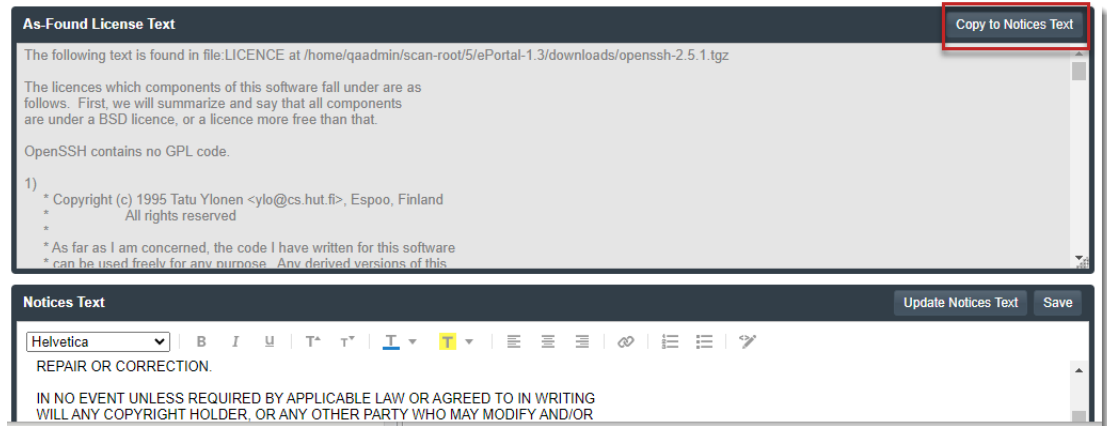 As-Found License Text
Copy to Notices Text
The following text is found in file:LICENCE at /home/qaadmin/scan-root/5/ePortal-1.3/downloads/openssh-2.5.1.tgz
The licences which components of this software fall under are as
follows.  First, we will summarize and say that all components
are under a BSD licence, or a licence more free than that.
OpenSSH contains no GPL code.
1)
* Copyright (c) 1995 Tatu Ylonen <ylo@cs.hut.fi>, Espoo, Finland
*                    All rights reserved
*
* As far as I am concerned, the code I have written for this software
* can be used freely for any purpose.  Any derived versions of this
Notices Text
Update Notices Text
Save
Helvetica
B I U T T T T
REPAIR OR CORRECTION.
IN NO EVENT UNLESS REQUIRED BY APPLICABLE LAW OR AGREED TO IN WRITING
WILL ANY COPYRIGHT HOLDER, OR ANY OTHER PARTY WHO MAY MODIFY AND/OR